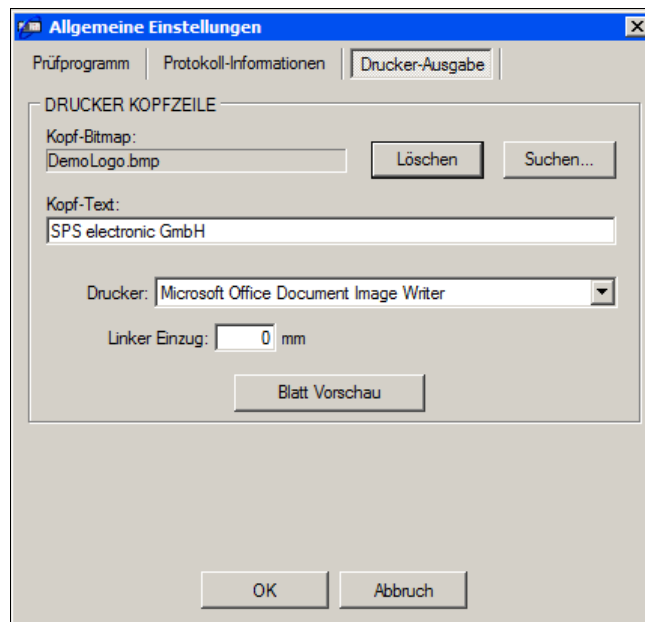 Allgemeine Einstellungen
Prüfprogramm Protokoll-Informationen Drucker-Ausgabe
DRUCKER KOPFZEILE
Kopf-Bitmap:
DemoLogo.bmp Löschen Suchen...
Kopf-Text:
SPS electronic GmbH
Drucker: Microsoft Office Document Image Writer
Linker Einzug: 0 mm
Blatt Vorschau
OK Abbruch